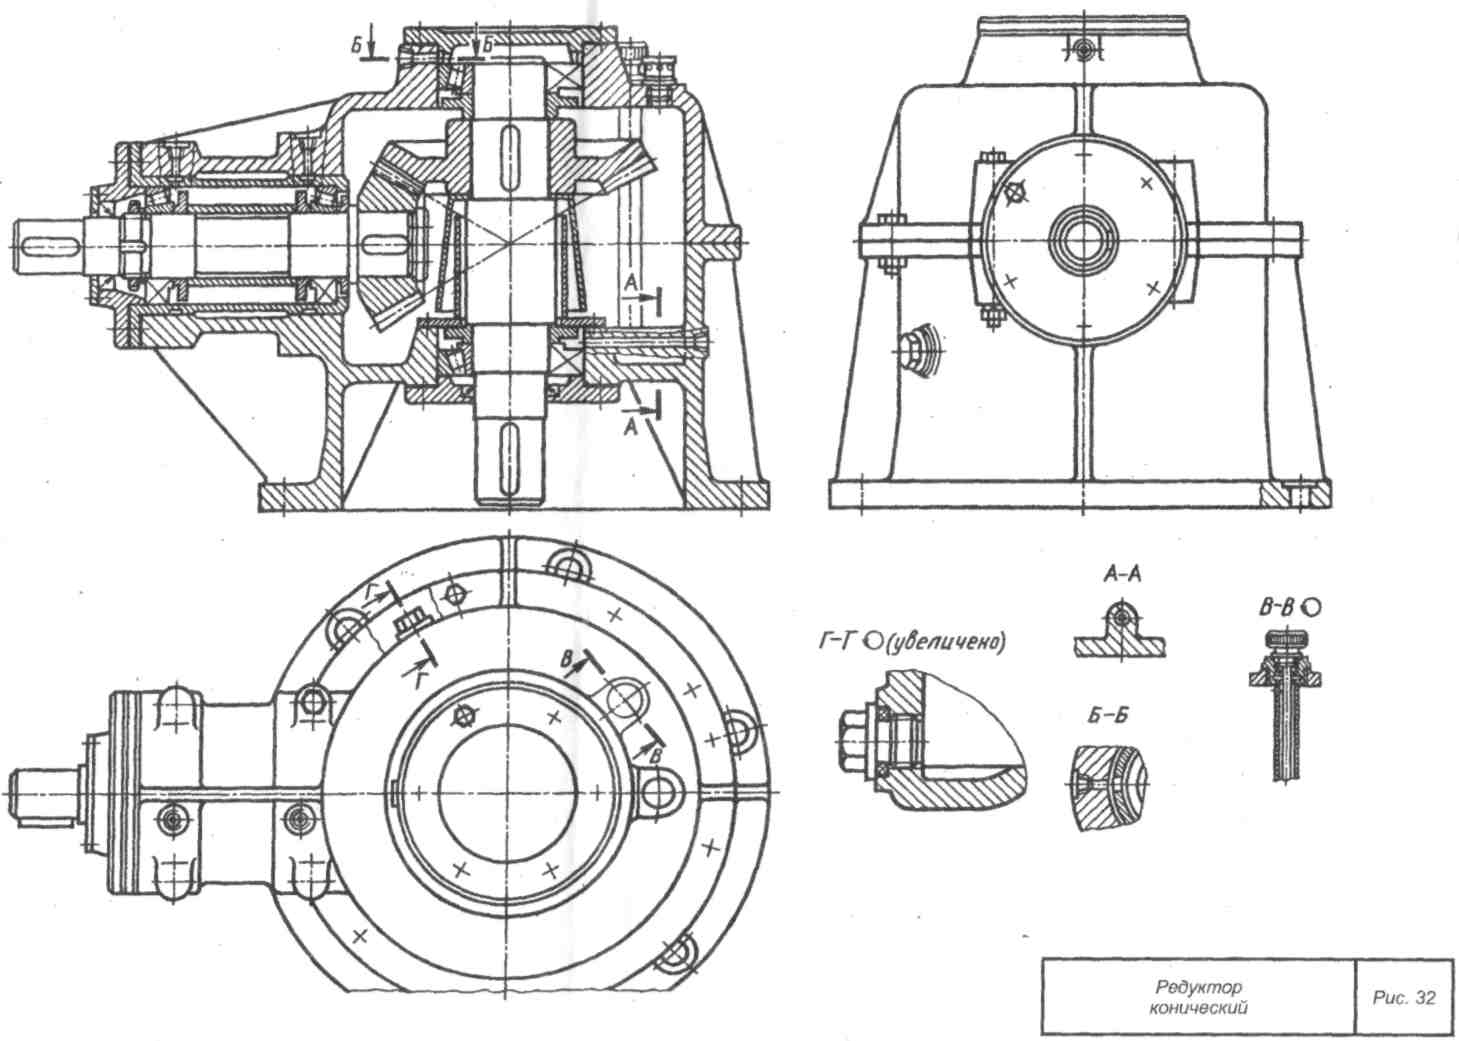 Б Б
А
А
Г
Г
В
В
А-А
В-В
Г-Г (увеличено)
Б-Б
Редуктор
конический
Рис. 32